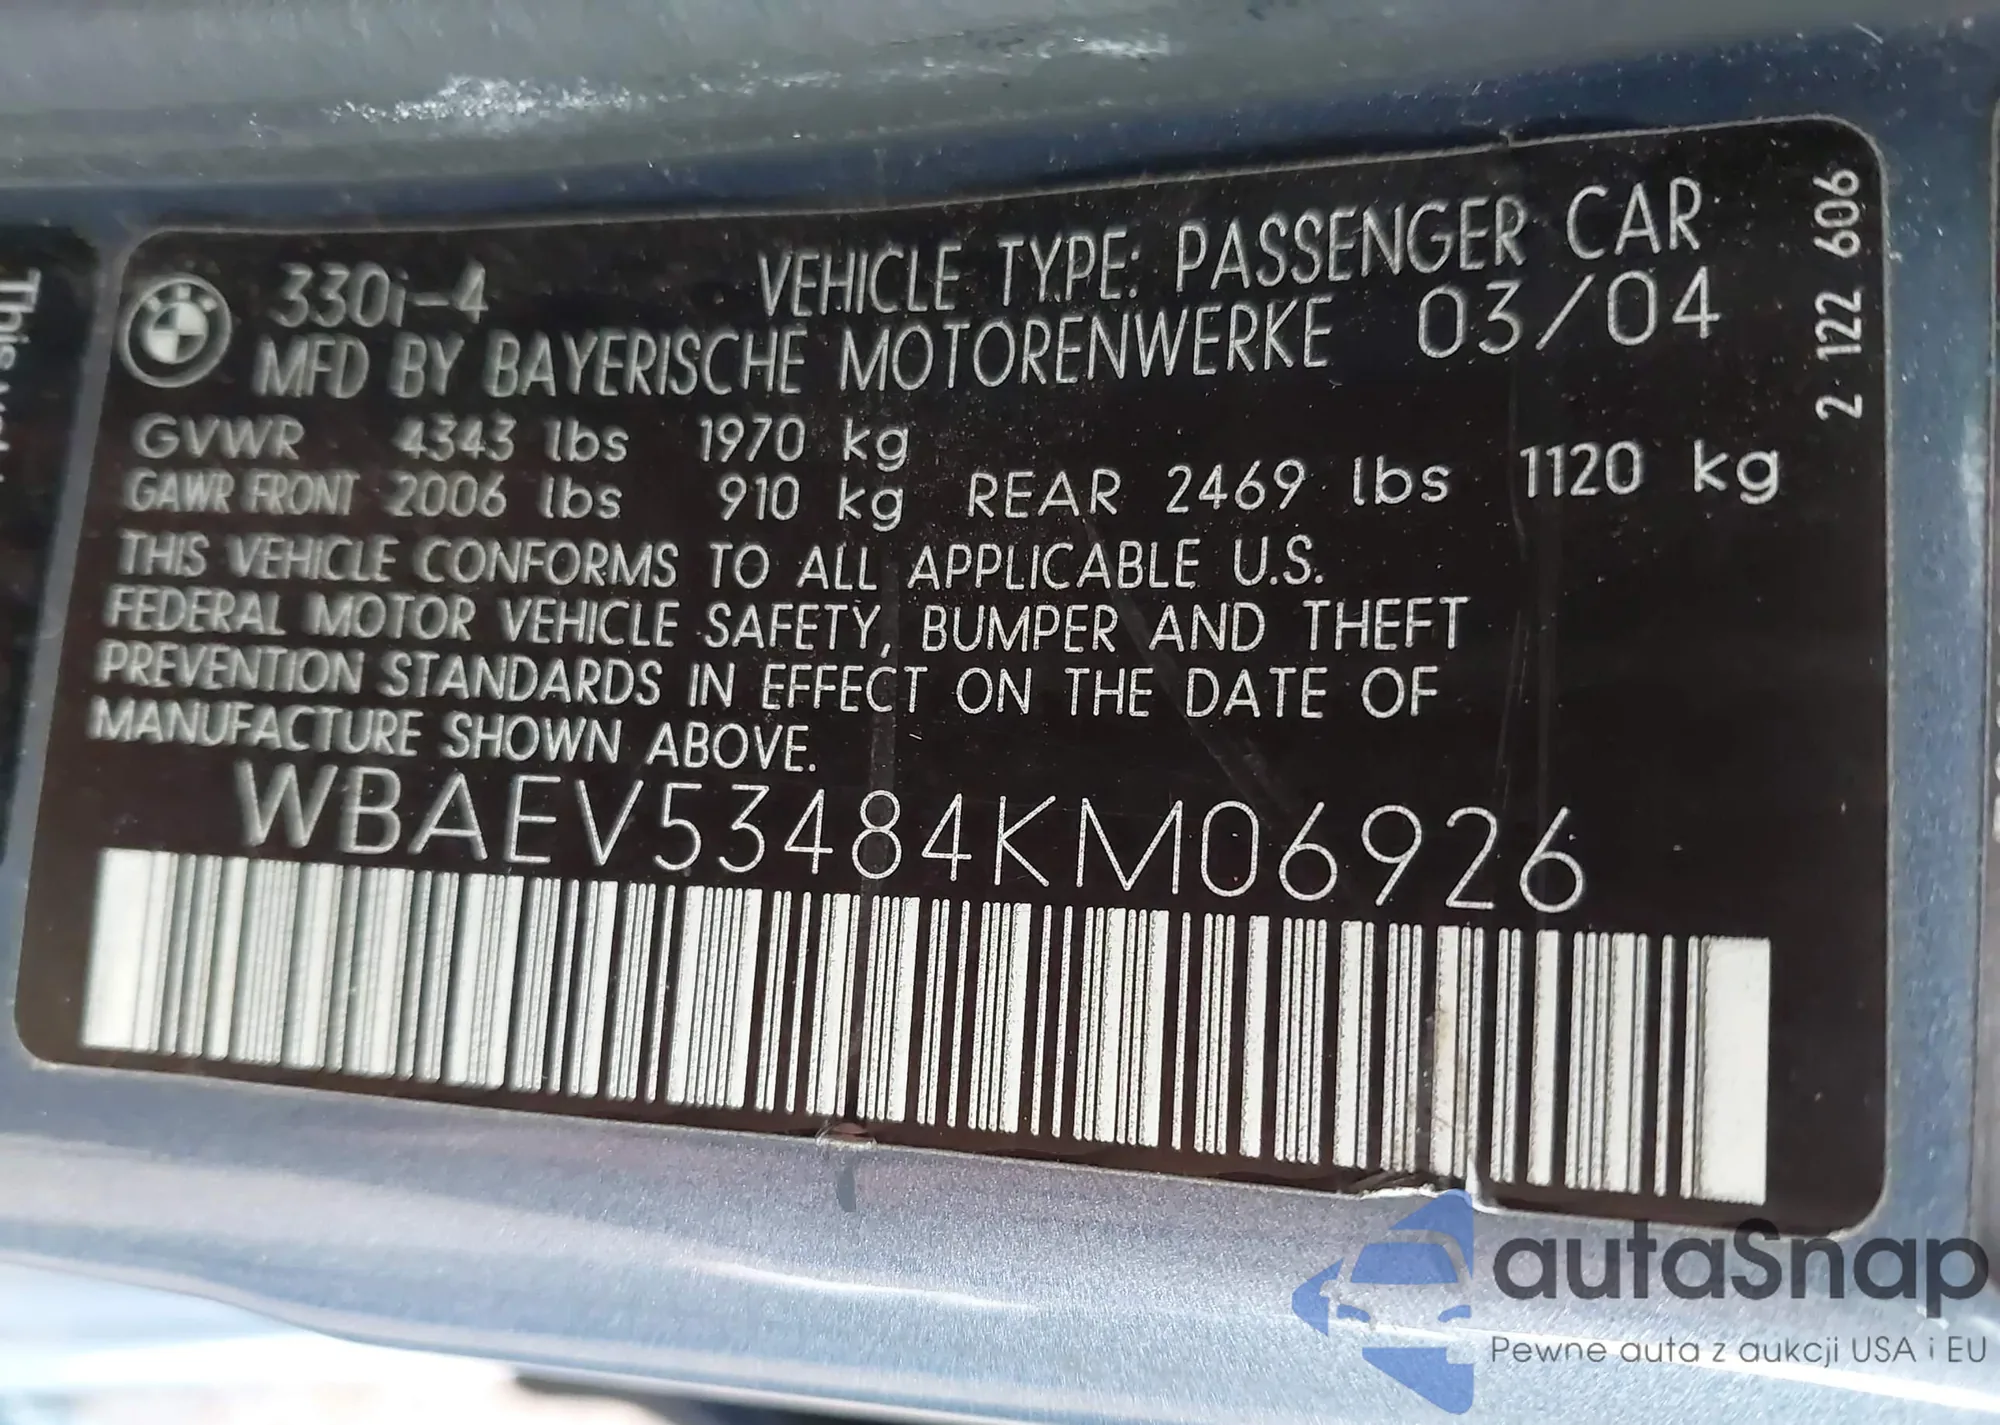 330i-4 VEHICLE TYPE: PASSENGER CAR
MFD BY BAYERISCHE MOTORENWERKE 03/04
GVWR 4343 lbs 1970 kg
GAWR FRONT 2006 lbs 910 kg REAR 2469 lbs 1120 kg
THIS VEHICLE CONFORMS TO ALL APPLICABLE U.S.
FEDERAL MOTOR VEHICLE SAFETY, BUMPER AND THEFT
PREVENTION STANDARDS IN EFFECT ON THE DATE OF
MANUFACTURE SHOWN ABOVE.
WBAEV53484KM06926
2 122 606
This
autaSnap
Pewne auta z aukcji USA i EU